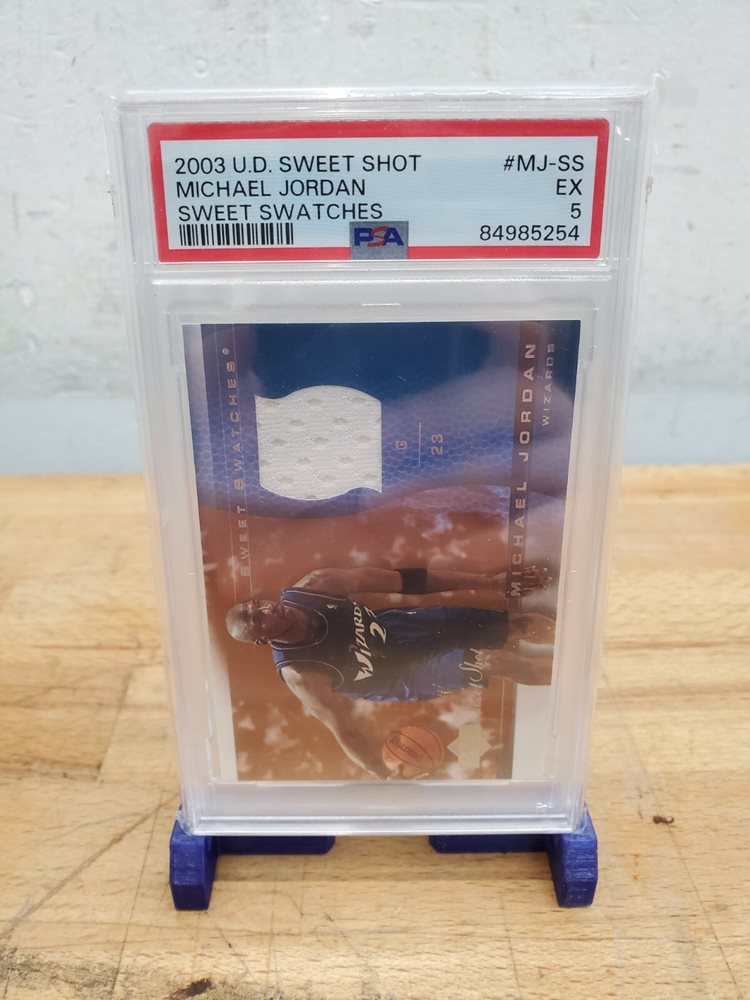 2003 U.D. SWEET SHOT #MJ-SS
MICHAEL JORDAN EX
SWEET SWATCHES 5
PSA 84985254
SWEET SWATCHES
G
23
MICHAEL JORDAN
WIZARDS
WIZARDS
SPALDING